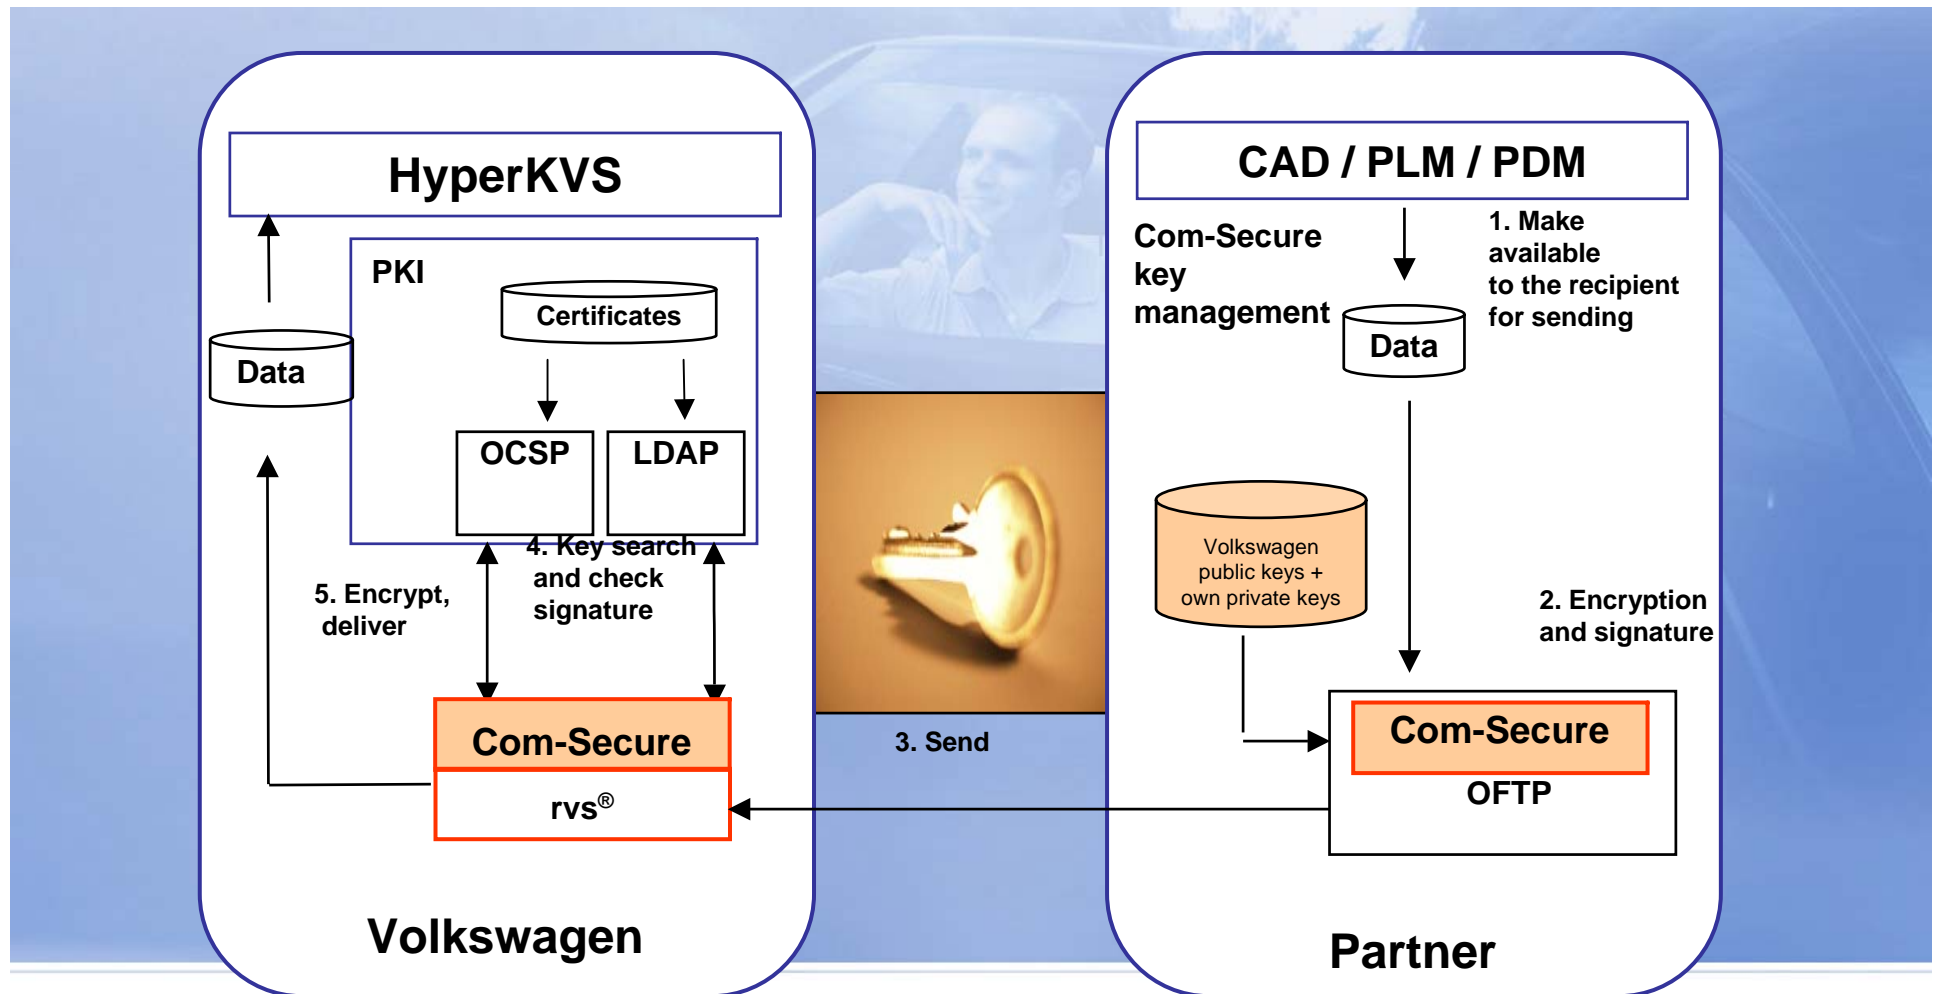 HyperKVS
PKI
Certificates
Data
OCSP
LDAP
4. Key search
and check
signature
5. Encrypt,
deliver
Com-Secure
rvs®
Volkswagen
3. Send
CAD / PLM / PDM
Com-Secure
key
management
1. Make
available
to the recipient
for sending
Data
Volkswagen
public keys +
own private keys
2. Encryption
and signature
Com-Secure
OFTP
Partner